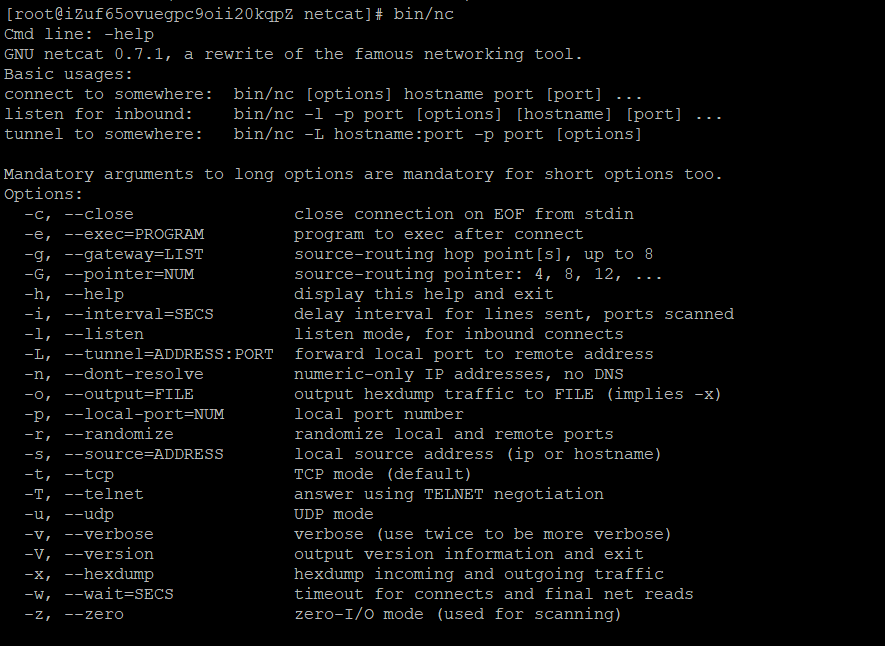 [root@iZuf65ovuegpc9oii20kqpZ netcat]# bin/nc
Cmd line: -help
GNU netcat 0.7.1, a rewrite of the famous networking tool.
Basic usages:
connect to somewhere:  bin/nc [options] hostname port [port] ...
listen for inbound:    bin/nc -l -p port [options] [hostname] [port] ...
tunnel to somewhere:   bin/nc -L hostname:port -p port [options]

Mandatory arguments to long options are mandatory for short options too.
Options:
  -c, --close                close connection on EOF from stdin
  -e, --exec=PROGRAM         program to exec after connect
  -g, --gateway=LIST         source-routing hop point[s], up to 8
  -G, --pointer=NUM          source-routing pointer: 4, 8, 12, ...
  -h, --help                 display this help and exit
  -i, --interval=SECS        delay interval for lines sent, ports scanned
  -l, --listen               listen mode, for inbound connects
  -L, --tunnel=ADDRESS:PORT  forward local port to remote address
  -n, --dont-resolve         numeric-only IP addresses, no DNS
  -o, --output=FILE          output hexdump traffic to FILE (implies -x)
  -p, --local-port=NUM       local port number
  -r, --randomize            randomize local and remote ports
  -s, --source=ADDRESS       local source address (ip or hostname)
  -t, --tcp                  TCP mode (default)
  -T, --telnet               answer using TELNET negotiation
  -u, --udp                  UDP mode
  -v, --verbose              verbose (use twice to be more verbose)
  -V, --version              output version information and exit
  -x, --hexdump              hexdump incoming and outgoing traffic
  -w, --wait=SECS            timeout for connects and final net reads
  -z, --zero                 zero-I/O mode (used for scanning)